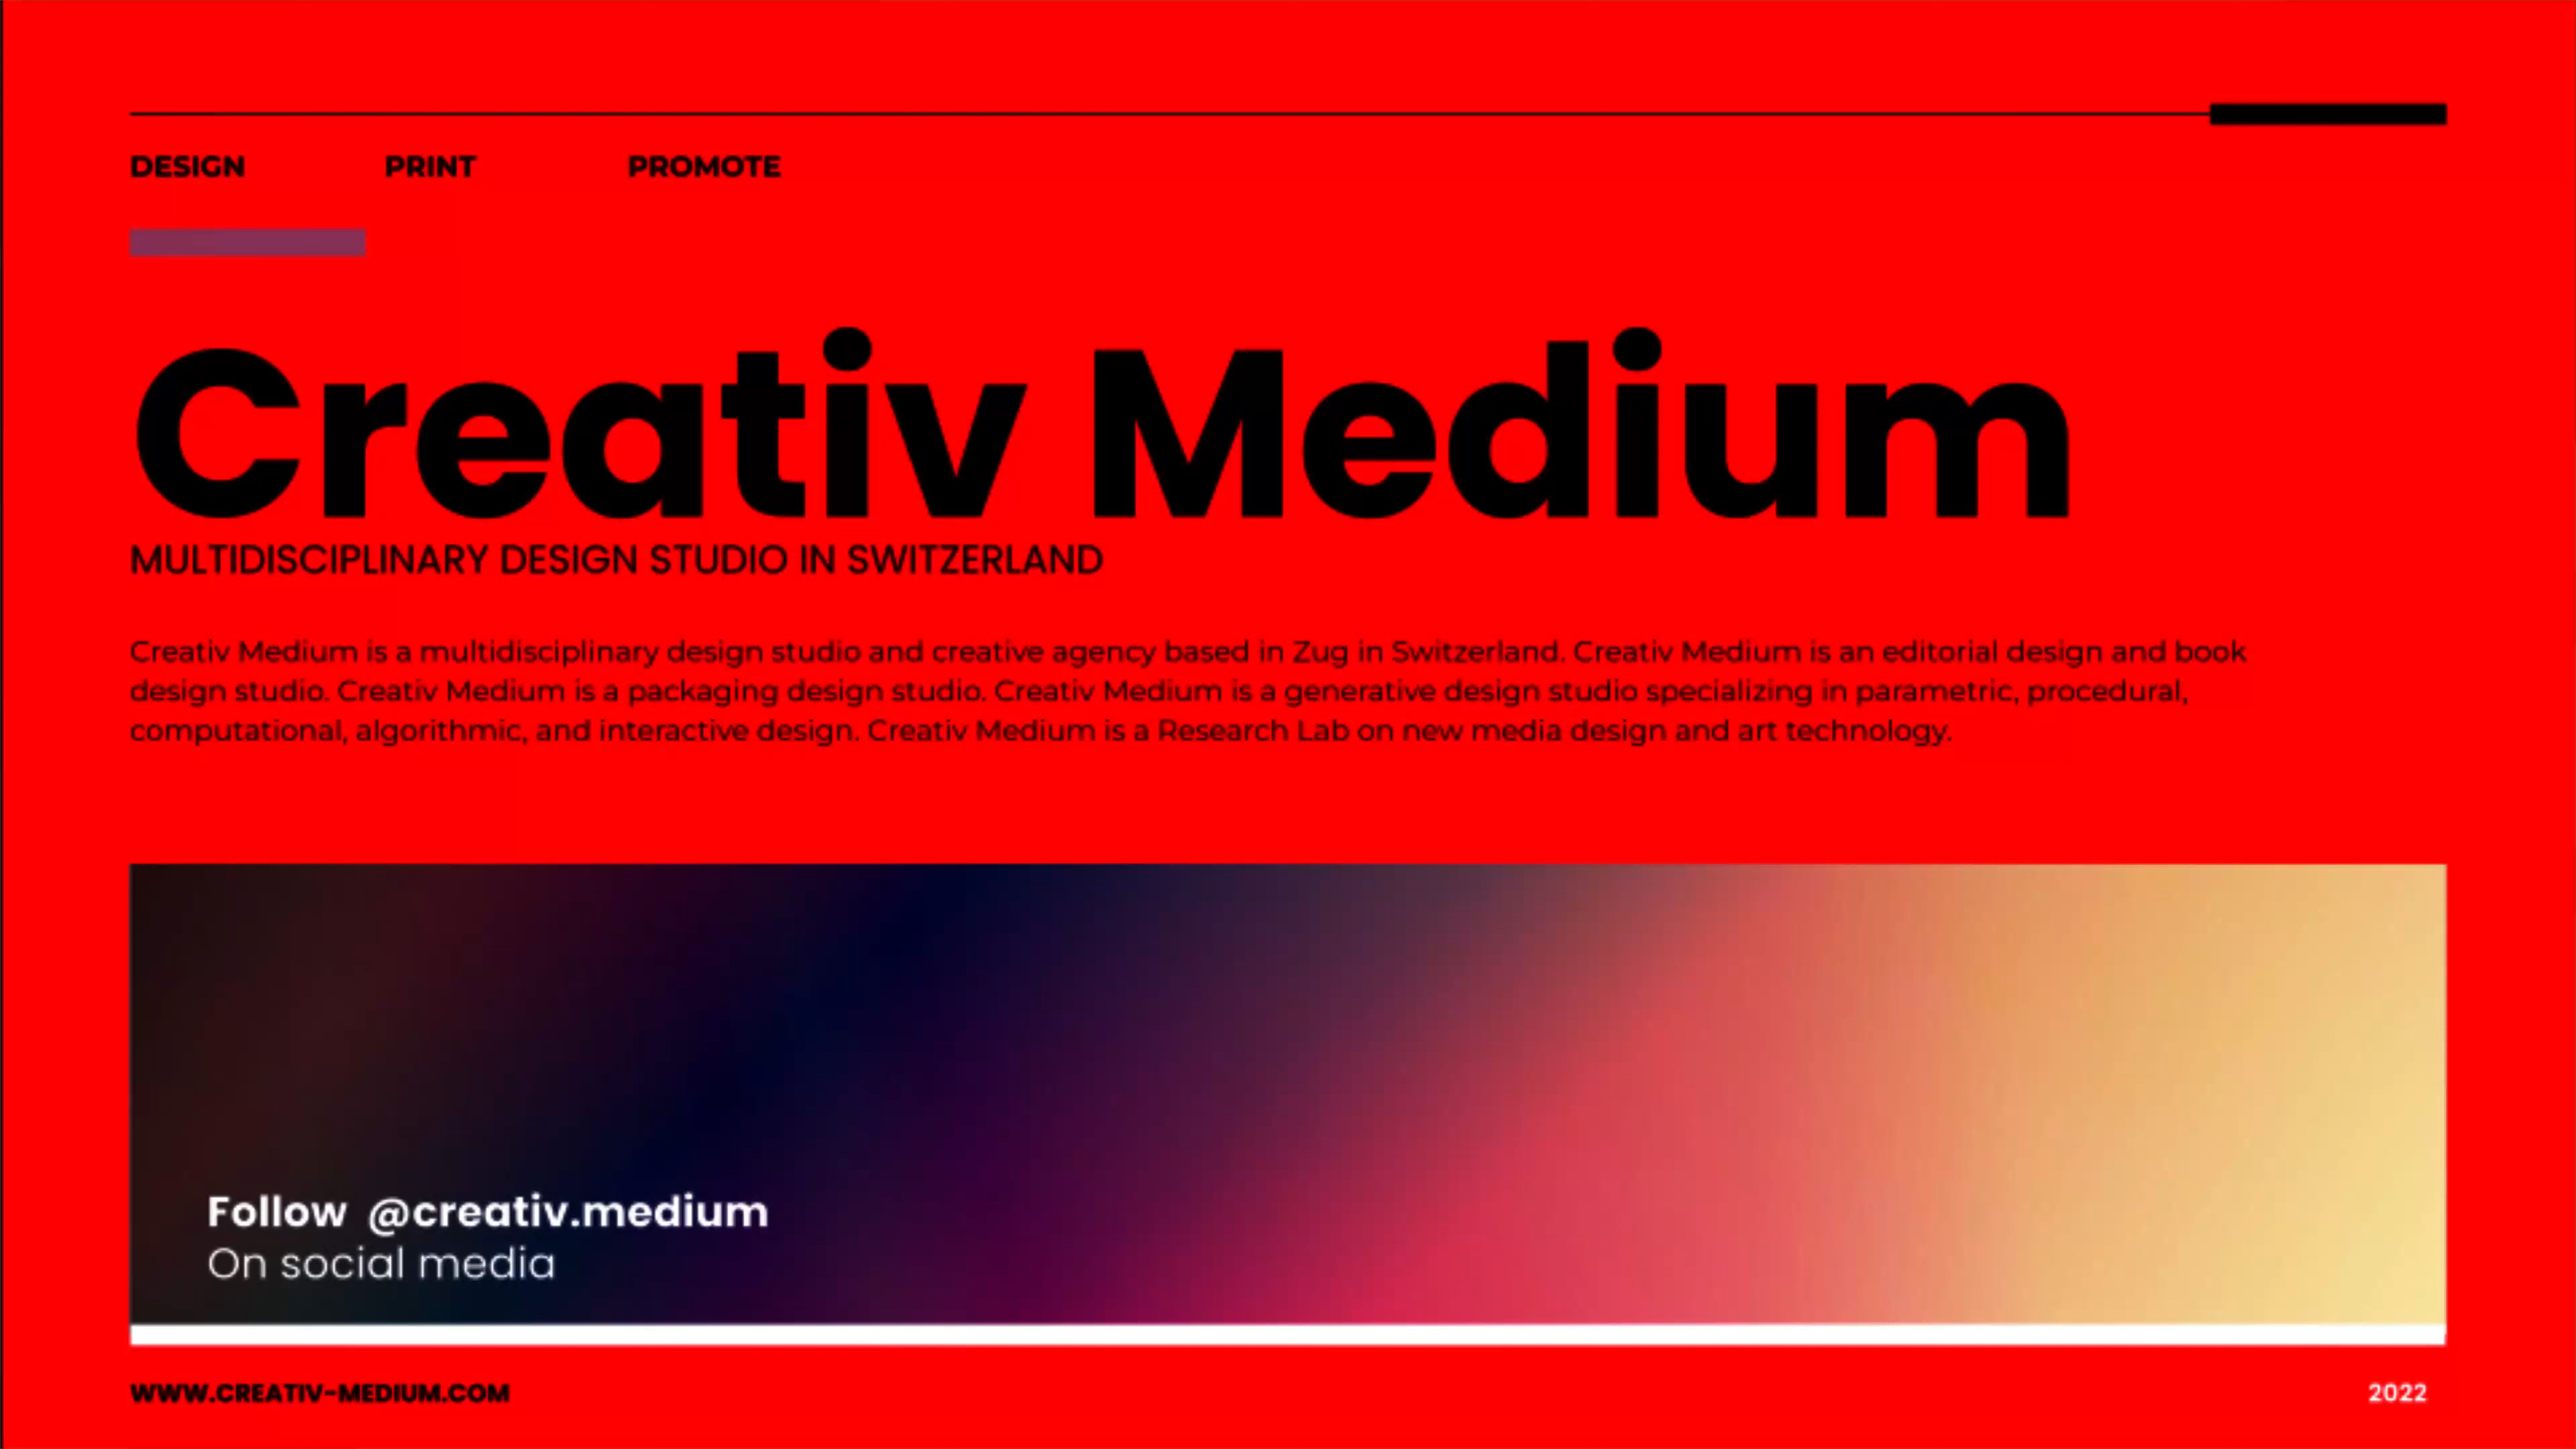 DESIGN PRINT PROMOTE
Creativ Medium
MULTIDISCIPLINARY DESIGN STUDIO IN SWITZERLAND
Creativ Medium is a multidisciplinary design studio and creative agency based in Zug in Switzerland. Creativ Medium is an editorial design and book
design studio. Creativ Medium is a packaging design studio. Creativ Medium is a generative design studio specializing in parametric, procedural,
computational, algorithmic, and interactive design. Creativ Medium is a Research Lab on new media design and art technology.
Follow @creativ.medium
On social media
WWW.CREATIV-MEDIUM.COM 2022